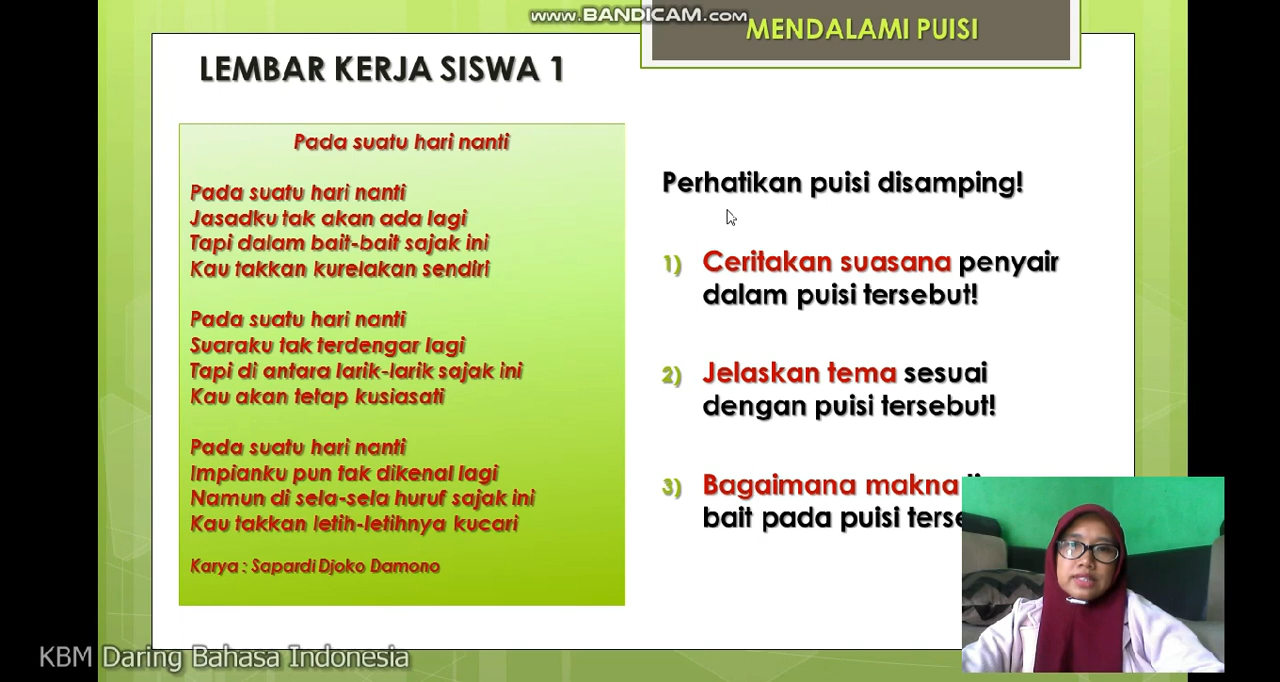 www.BANDICAM.com
MENDALAMI PUISI
LEMBAR KERJA SISWA 1
Pada suatu hari nanti
Pada suatu hari nanti
Jasadku tak akan ada lagi
Tapi dalam bait-bait sajak ini
Kau takkan kurelakan sendiri
Pada suatu hari nanti
Suaraku tak terdengar lagi
Tapi di antara larik-larik sajak ini
Kau akan tetap kusiasati
Pada suatu hari nanti
Impianku pun tak dikenal lagi
Namun di sela-sela huruf sajak ini
Kau takkan letih-letihnya kucari
Karya : Sapardi Djoko Damono
Perhatikan puisi disamping!
1) Ceritakan suasana penyair
dalam puisi tersebut!
2) Jelaskan tema sesuai
dengan puisi tersebut!
3) Bagaimana makna
bait pada puisi
KBM Daring Bahasa Indonesia